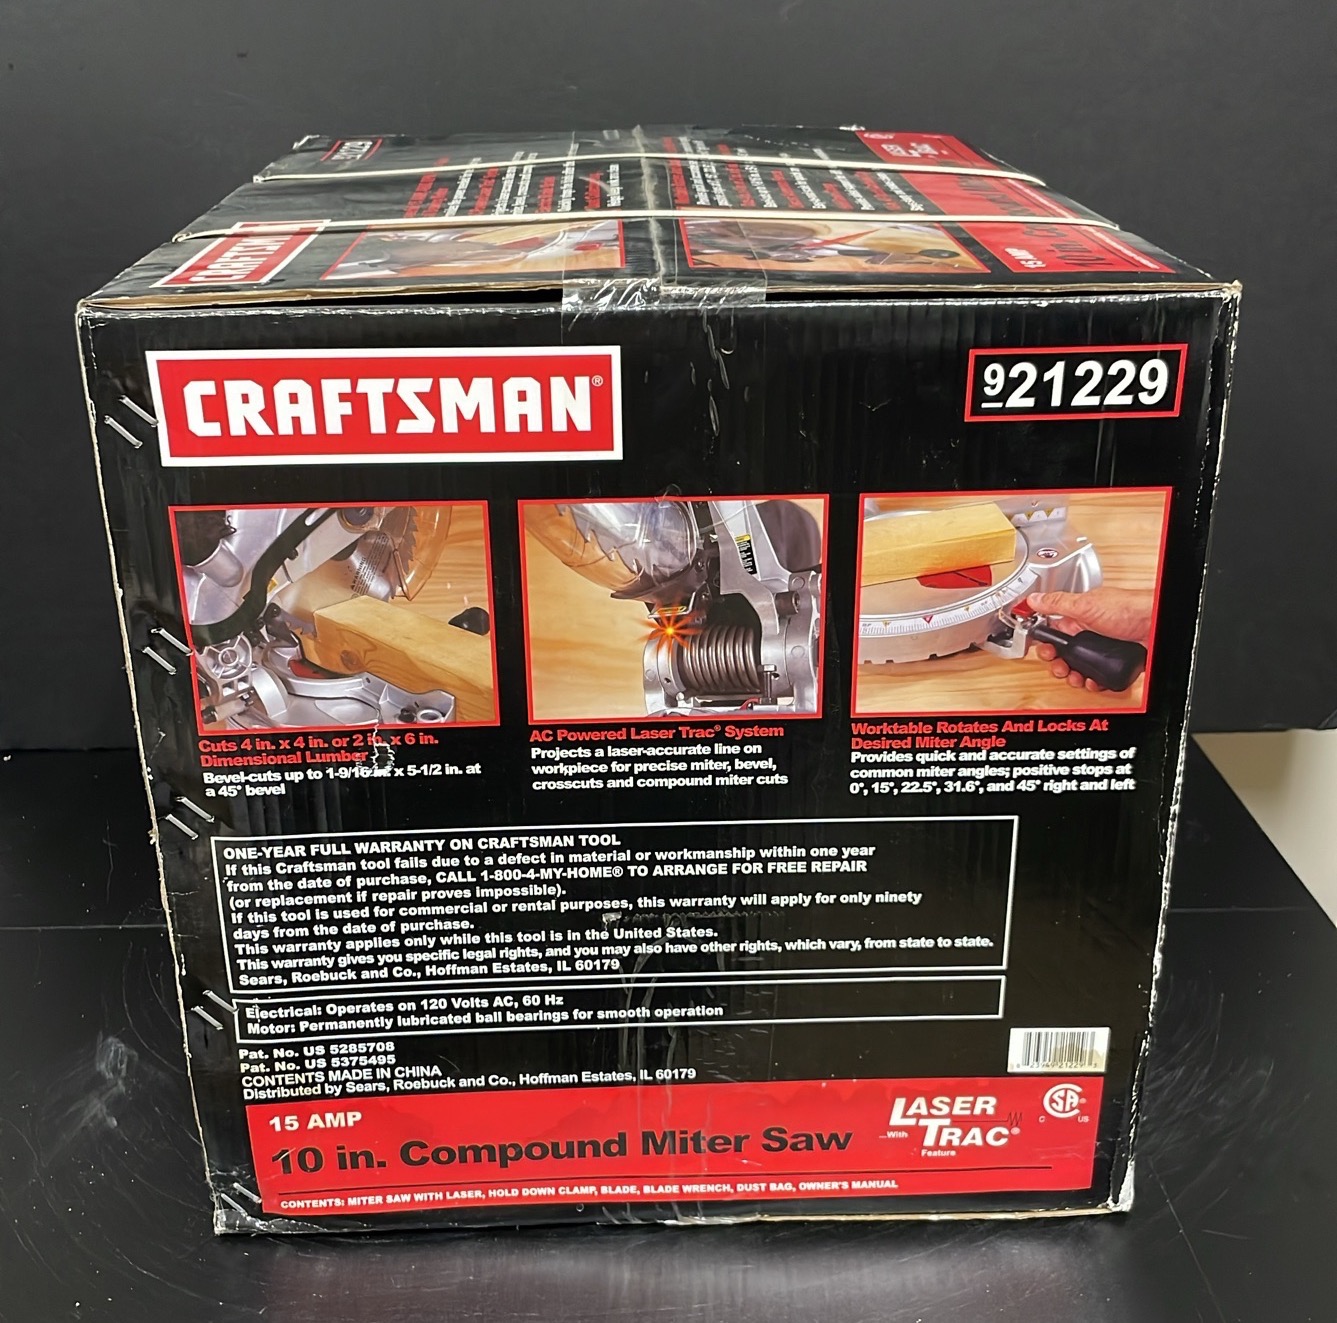 21229
CRAFTSMAN
15 AMP
CRAFTSMAN®
921229
Cuts 4 in. x 4 in. or 2 in. x 6 in.
Dimensional Lumber
Bevel-cuts up to 1-9/16 in. x 5-1/2 in. at
a 45° bevel
AC Powered Laser Trac® System
Projects a laser-accurate line on
workpiece for precise miter, bevel,
crosscuts and compound miter cuts
Worktable Rotates And Locks At
Desired Miter Angle
Provides quick and accurate settings of
common miter angles; positive stops at
0°, 15°, 22.5°, 31.6°, and 45° right and left
ONE-YEAR FULL WARRANTY ON CRAFTSMAN TOOL
If this Craftsman tool fails due to a defect in material or workmanship within one year
from the date of purchase, CALL 1-800-4-MY-HOME® TO ARRANGE FOR FREE REPAIR
(or replacement if repair proves impossible).
If this tool is used for commercial or rental purposes, this warranty will apply for only ninety
days from the date of purchase.
This warranty applies only while this tool is in the United States.
This warranty gives you specific legal rights, and you may also have other rights, which vary, from state to state.
Sears, Roebuck and Co., Hoffman Estates, IL 60179
Electrical: Operates on 120 Volts AC, 60 Hz
Motor: Permanently lubricated ball bearings for smooth operation
Pat. No. US 5285708
Pat. No. US 5375495
CONTENTS MADE IN CHINA
Distributed by Sears, Roebuck and Co., Hoffman Estates, IL 60179
15 AMP
10 in. Compound Miter Saw
...With
LASER
TRAC®
Feature
C SA® US
CONTENTS: MITER SAW WITH LASER, HOLD DOWN CLAMP, BLADE, BLADE WRENCH, DUST BAG, OWNER'S MANUAL